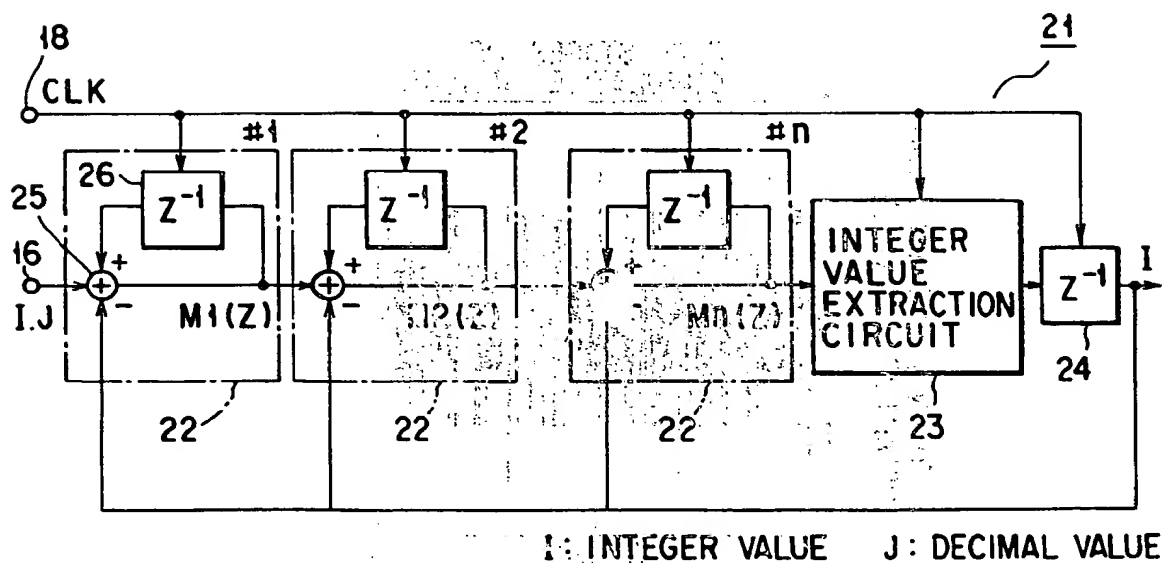 18
21
CLK
#1
#2
#n
26
Z⁻¹
Z⁻¹
Z⁻¹
25
16
+
+
+
+
+
+
−
−
I.J
M1(Z)
Mn(Z)
INTEGER
VALUE
EXTRACTION
CIRCUIT
Z⁻¹
I
24
22
22
22
23
I: INTEGER VALUE J: DECIMAL VALUE